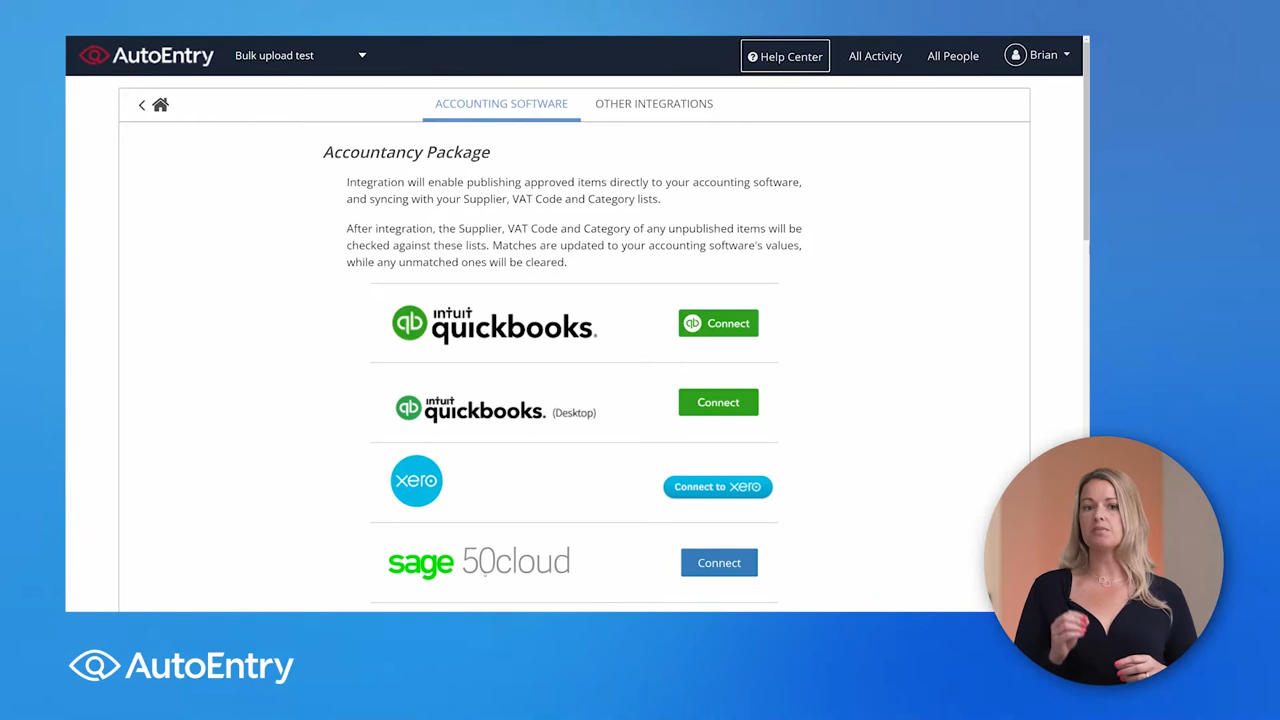 AutoEntry
Bulk upload test
Help Center
All Activity
All People
Brian
ACCOUNTING SOFTWARE
OTHER INTEGRATIONS
Accountancy Package
Integration will enable publishing approved items directly to your accounting software,
and syncing with your Supplier, VAT Code and Category lists.
After integration, the Supplier, VAT Code and Category of any unpublished items will be
checked against these lists. Matches are updated to your accounting software's values,
while any unmatched ones will be cleared.
qb intuit quickbooks.
qb Connect
qb intuit quickbooks. (Desktop)
Connect
xero
Connect to xero
sage 50cloud
Connect
AutoEntry